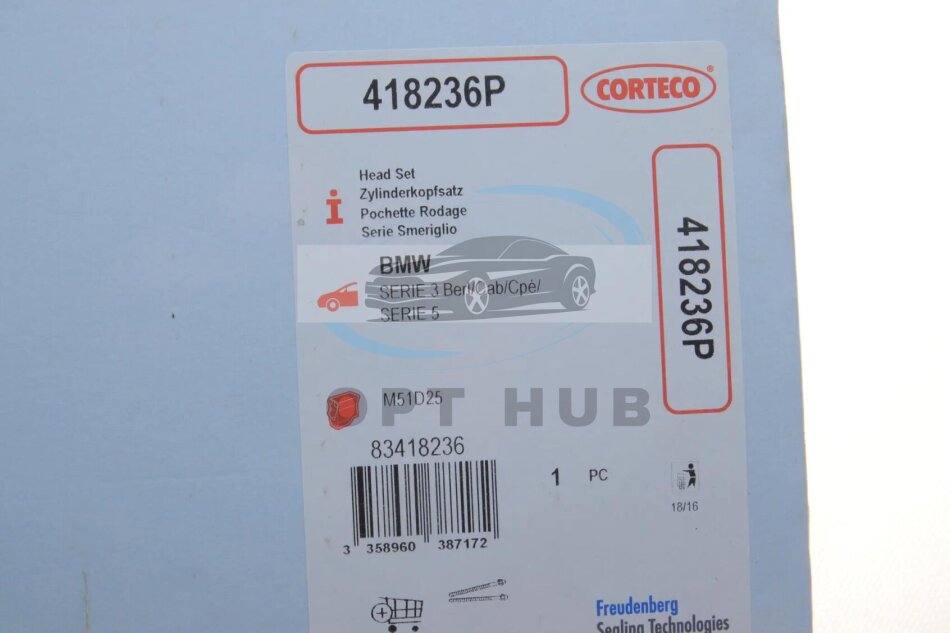 418236P
CORTECO®
Head Set
Zylinderkopfsatz
Pochette Rodage
Serie Smeriglio
418236P
BMW
SERIE 3 Berl/Cab/Cpé/
SERIE 5
OPT HUB
M51D25
83418236
1 PC
18/16
3 358960 387172
Freudenberg
Sealing Technologies